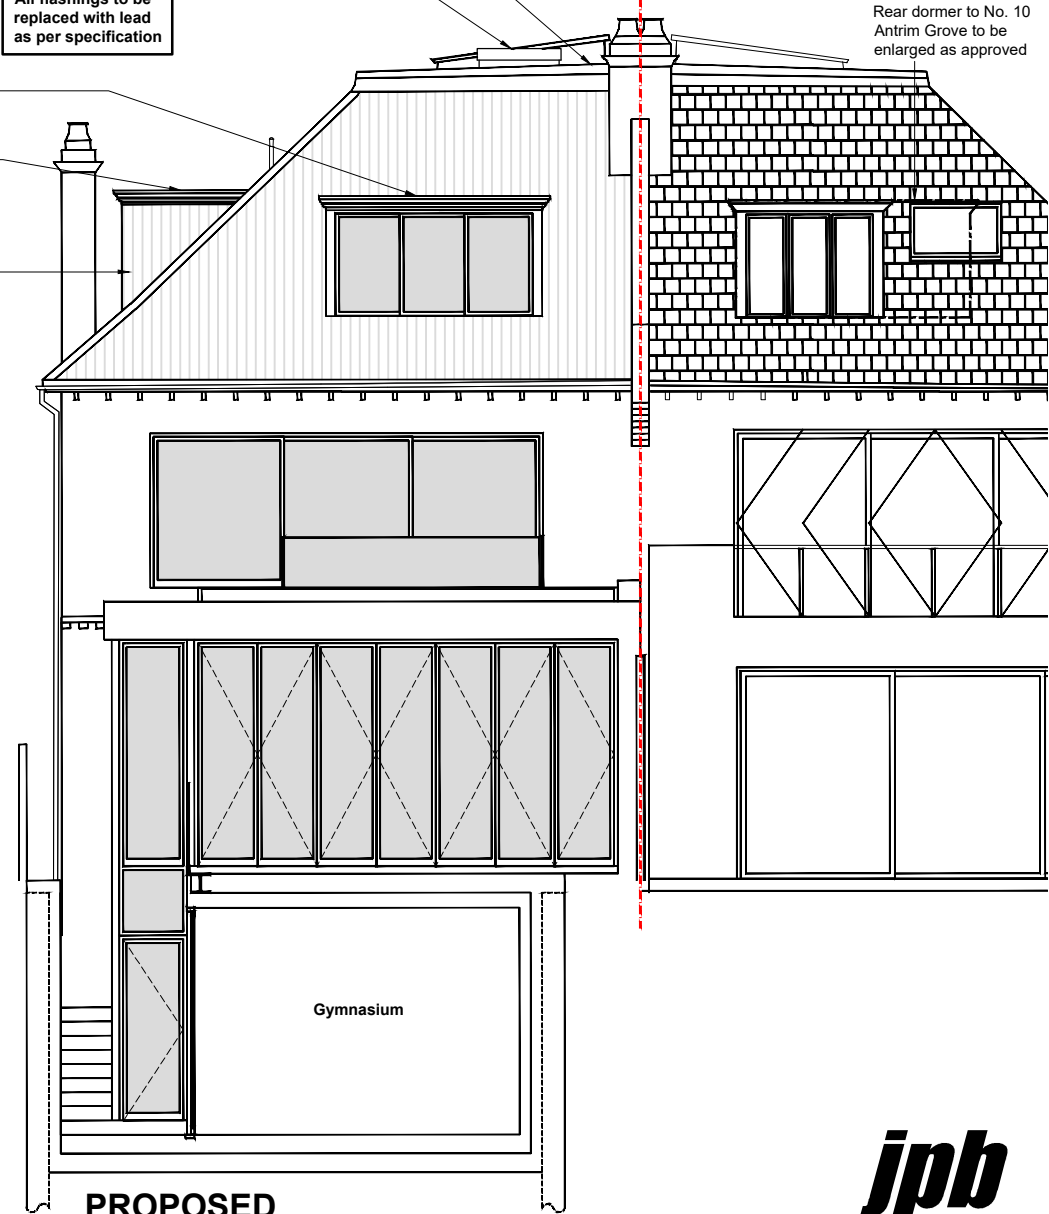 All flashings to be
replaced with lead
as per specification
Rear dormer to No. 10
Antrim Grove to be
enlarged as approved
Gymnasium
PROPOSED
jpb